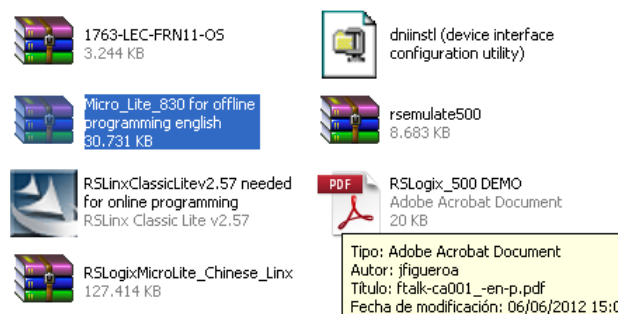 1763-LEC-FRN11-OS
3.244 KB
dniinstl (device interface
configuration utility)
Micro_Lite_830 for offline
programming english
30.731 KB
rsemulate500
8.683 KB
RSLinxClassicLitev2.57 needed
for online programming
RSLinx Classic Lite v2.57
PDF
RSLogix_500 DEMO
Adobe Acrobat Document
20 KB
RSLogixMicroLite_Chinese_Linx
127.414 KB
Tipo: Adobe Acrobat Document
Autor: jfigueroa
Título: ftalk-ca001_-en-p.pdf
Fecha de modificación: 06/06/2012 15:0